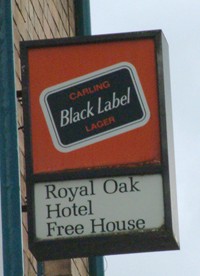 CARLING
Black Label
LAGER
Royal Oak
Hotel
Free House